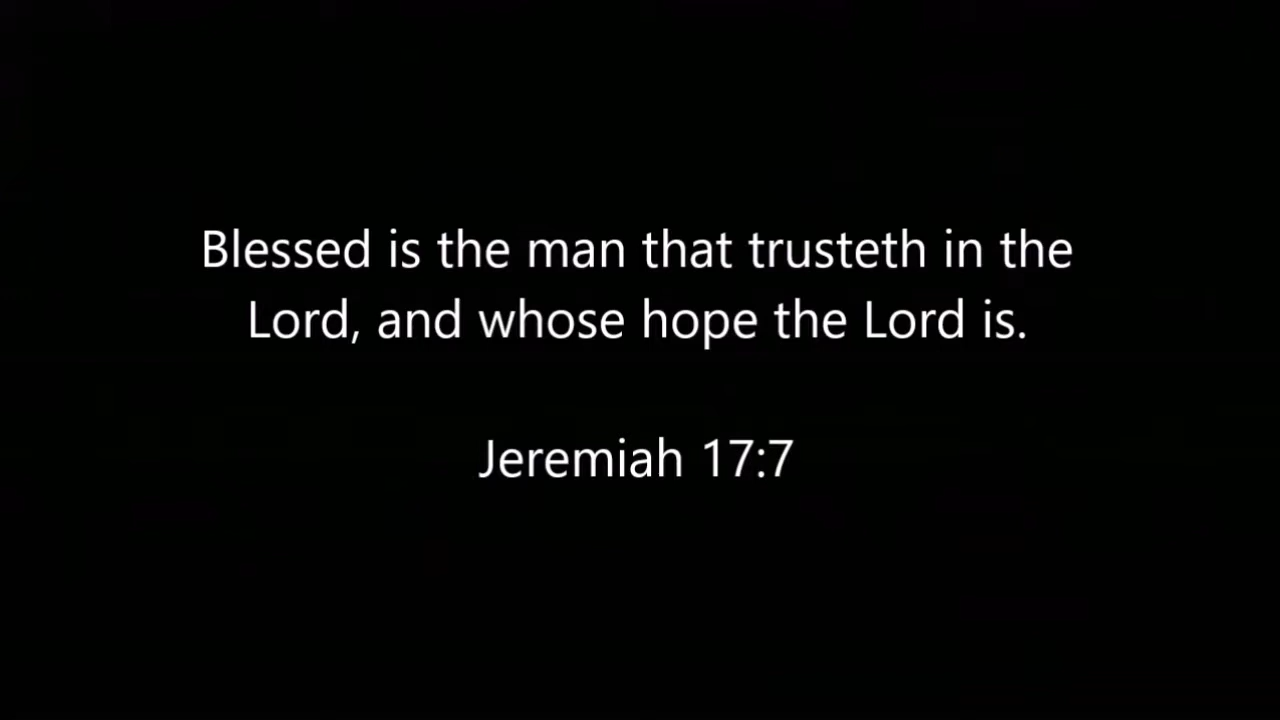 Blessed is the man that trusteth in the
Lord, and whose hope the Lord is.
Jeremiah 17:7